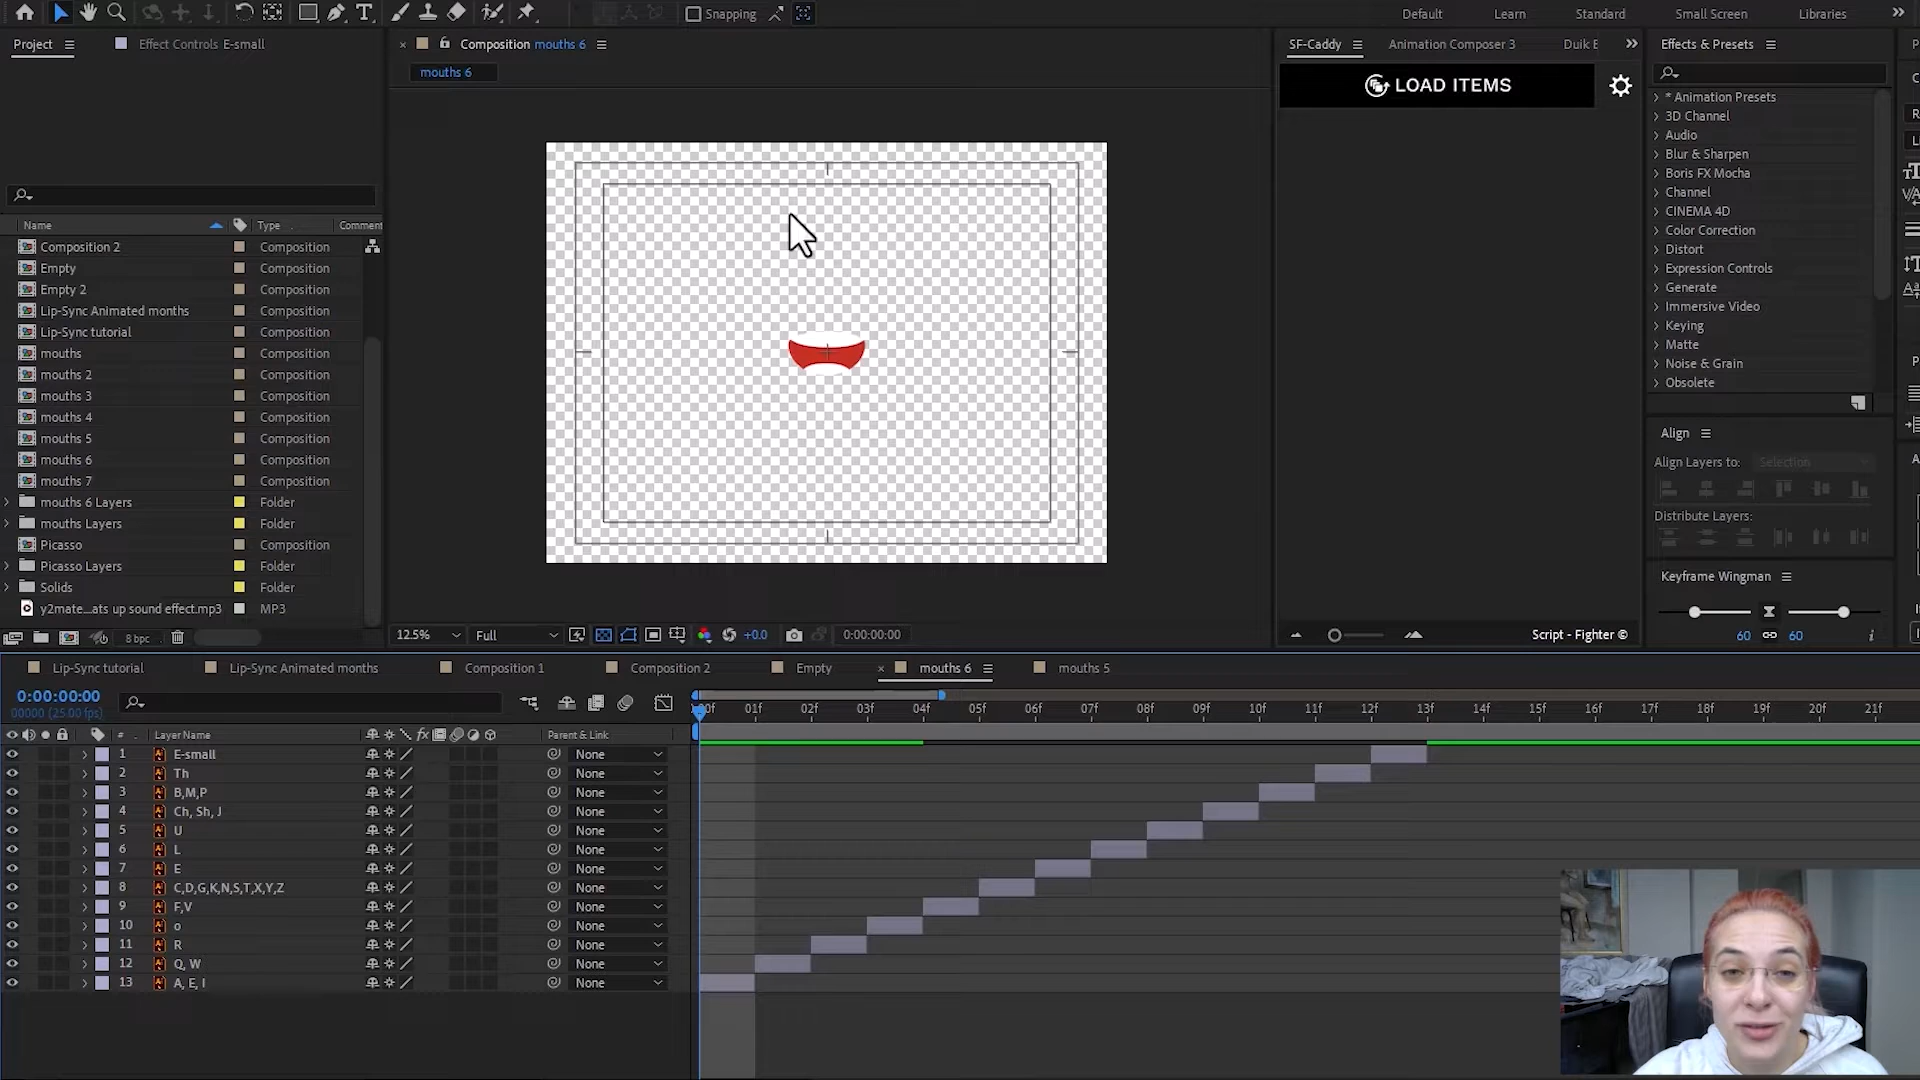 Snapping
Default
Learn
Standard
Small Screen
Libraries
Project
Effect Controls E-small
Composition mouths 6
SF-Caddy
Animation Composer 3
Duik E
Effects & Presets
mouths 6
LOAD ITEMS
* Animation Presets
3D Channel
Audio
Blur & Sharpen
Boris FX Mocha
Channel
CINEMA 4D
Color Correction
Distort
Expression Controls
Generate
Immersive Video
Keying
Matte
Noise & Grain
Obsolete
Name Type Comment
Composition 2 Composition
Empty Composition
Empty 2 Composition
Lip-Sync Animated months Composition
Lip-Sync tutorial Composition
mouths Composition
mouths 2 Composition
mouths 3 Composition
mouths 4 Composition
mouths 5 Composition
mouths 6 Composition
mouths 7 Composition
mouths 6 Layers Folder
mouths Layers Folder
Picasso Composition
Picasso Layers Folder
Solids Folder
y2mate...ats up sound effect.mp3 MP3
8 bpc
12.5%
Full
+0.0
0:00:00:00
Script - Fighter ©
Align
Align Layers to: Selection
Distribute Layers:
Keyframe Wingman
60 60
Lip-Sync tutorial
Lip-Sync Animated months
Composition 1
Composition 2
Empty
mouths 6
mouths 5
0:00:00:00
00000 (25.00 fps)
01f 02f 03f 04f 05f 06f 07f 08f 09f 10f 11f 12f 13f 14f 15f 16f 17f 18f 19f 20f 21f
# Layer Name fx Parent & Link
1 E-small None
2 Th None
3 B,M,P None
4 Ch, Sh, J None
5 U None
6 L None
7 E None
8 C,D,G,K,N,S,T,X,Y,Z None
9 F,V None
10 o None
11 R None
12 Q, W None
13 A, E, I None